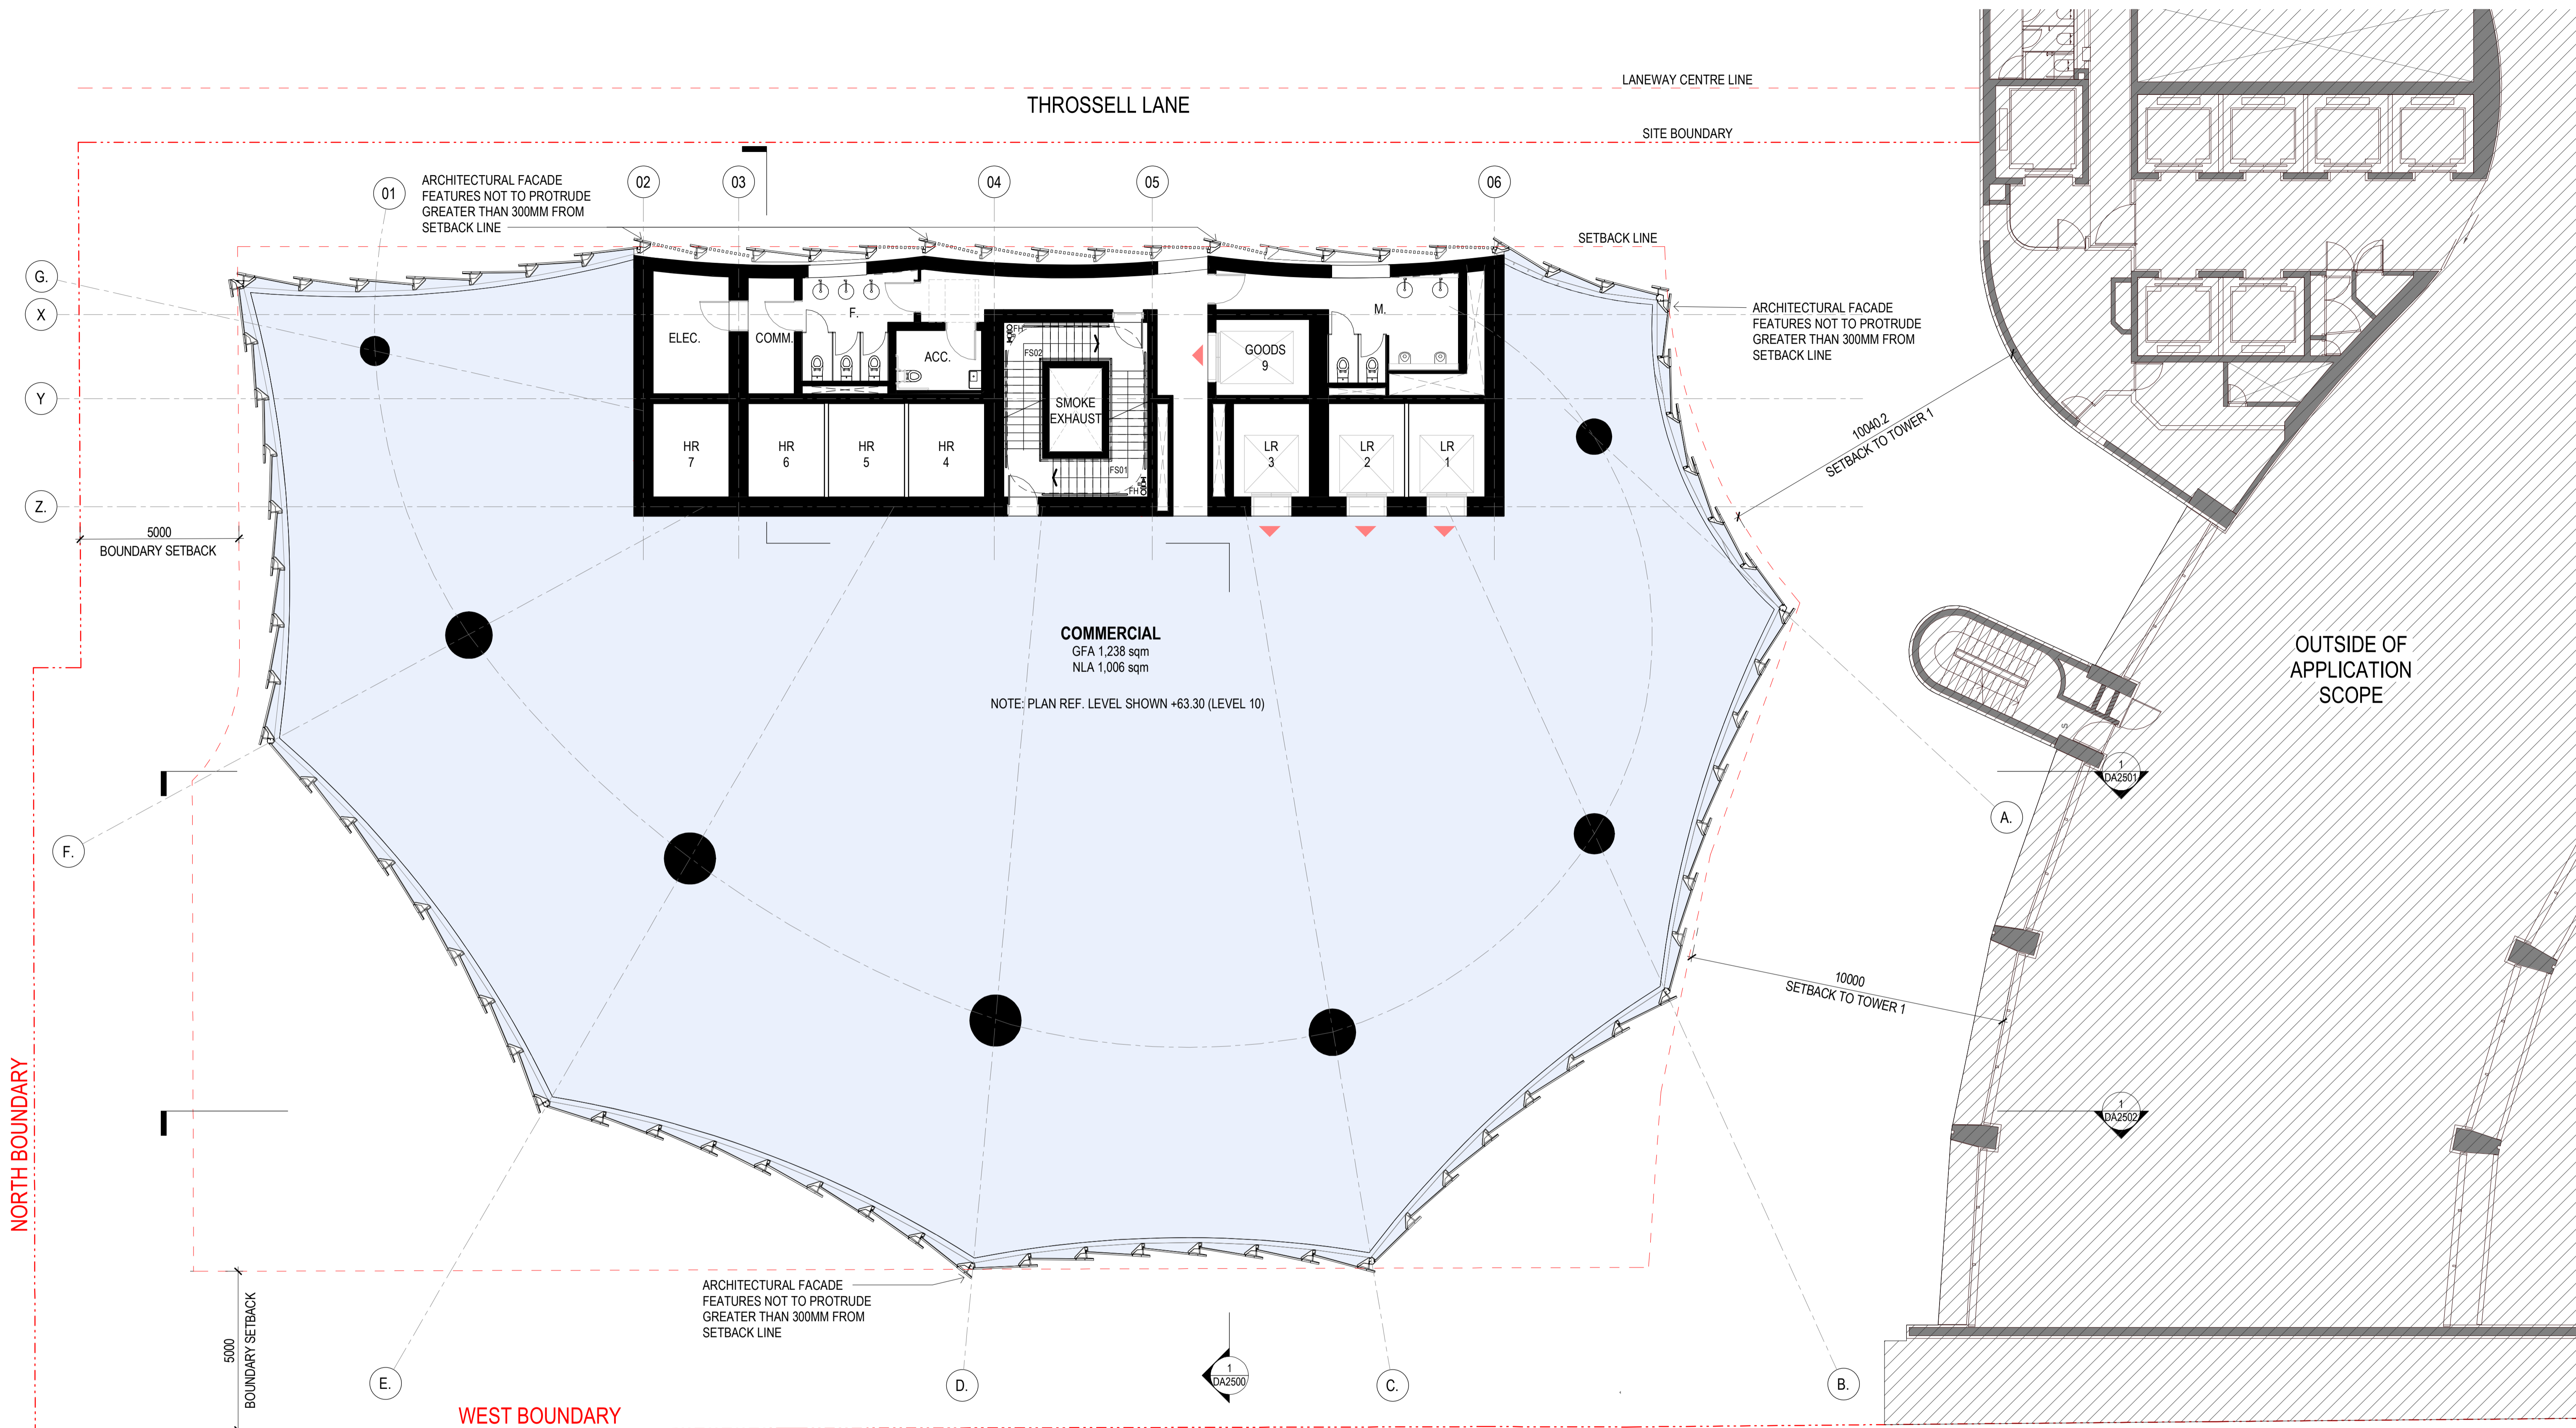 LANEWAY CENTRE LINE
THROSSELL LANE
SITE BOUNDARY
01
ARCHITECTURAL FACADE
FEATURES NOT TO PROTRUDE
GREATER THAN 300MM FROM
SETBACK LINE
02
03
04
05
06
SETBACK LINE
G.
X
Y
Z.
ARCHITECTURAL FACADE
FEATURES NOT TO PROTRUDE
GREATER THAN 300MM FROM
SETBACK LINE
ELEC.
COMM.
F.
ACC.
FH
FS02
SMOKE
EXHAUST
FS01
FH
GOODS
9
M.
HR
7
HR
6
HR
5
HR
4
LR
3
LR
2
LR
1
10040.2
SETBACK TO TOWER 1
5000
BOUNDARY SETBACK
COMMERCIAL
GFA 1,238 sqm
NLA 1,006 sqm
NOTE: PLAN REF. LEVEL SHOWN +63.30 (LEVEL 10)
OUTSIDE OF
APPLICATION
SCOPE
S
1
DA2501
A.
F.
10000
SETBACK TO TOWER 1
1
DA2502
NORTH BOUNDARY
5000
BOUNDARY SETBACK
ARCHITECTURAL FACADE
FEATURES NOT TO PROTRUDE
GREATER THAN 300MM FROM
SETBACK LINE
E.
D.
1
DA2500
C.
B.
WEST BOUNDARY